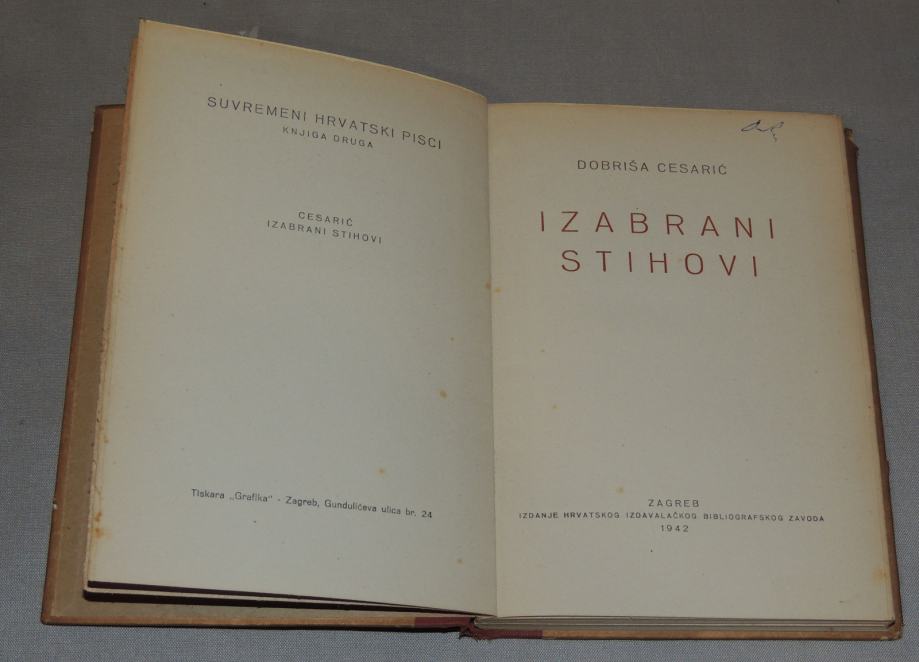 SUVREMENI HRVATSKI PISCI
KNJIGA DRUGA
CESARIĆ
IZABRANI STIHOVI
Tiskara „Grafika“ - Zagreb, Gundulićeva ulica br. 24
DOBRIŠA CESARIĆ
IZABRANI
STIHOVI
ZAGREB
IZDANJE HRVATSKOG IZDAVALAČKOG BIBLIOGRAFSKOG ZAVODA
1942